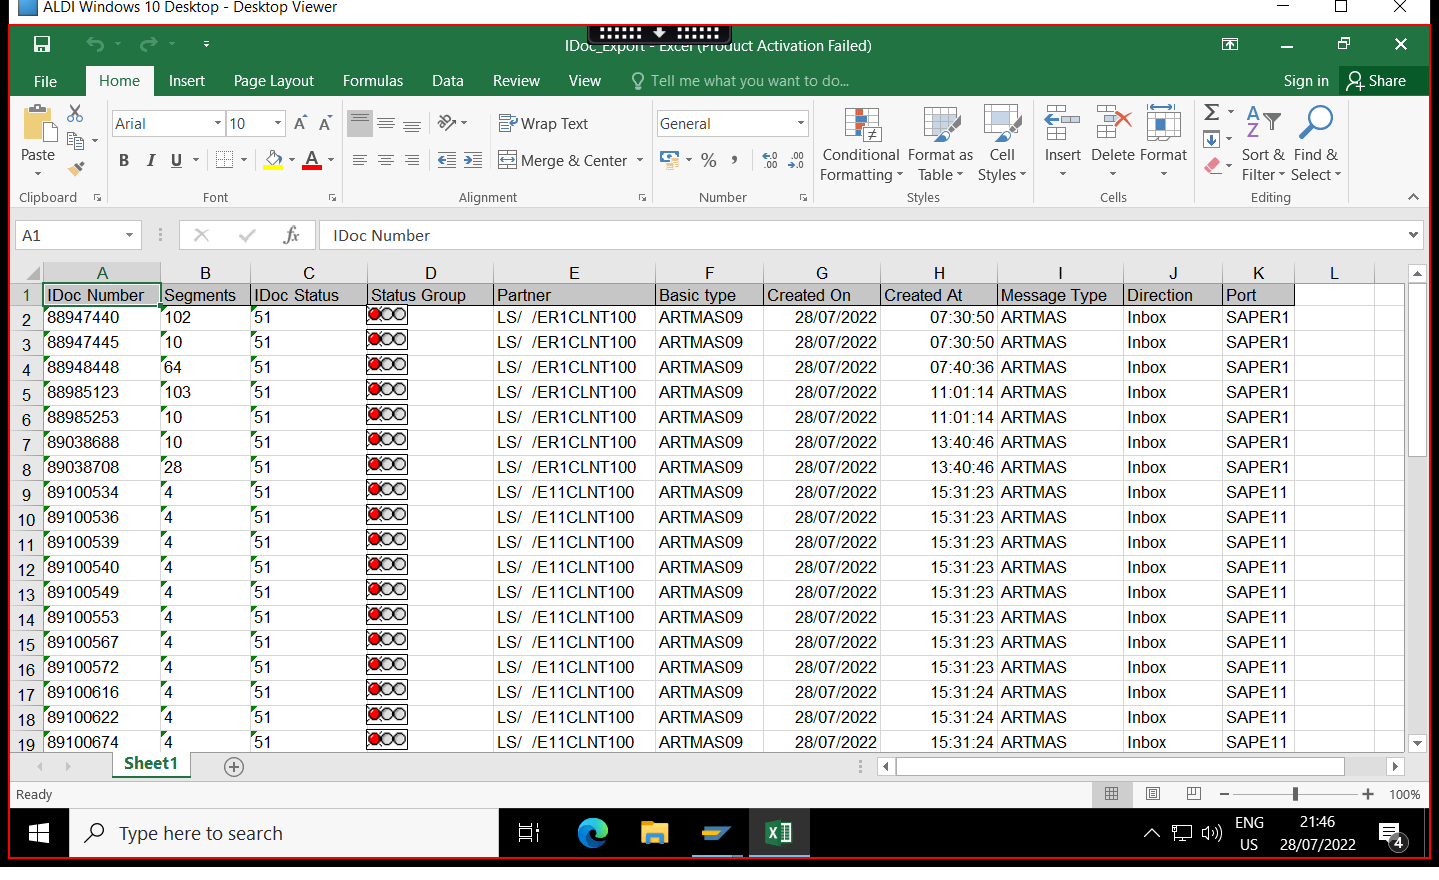 ALDI Windows 10 Desktop - Desktop Viewer
IDoc_Export - Excel (Product Activation Failed)
File Home Insert Page Layout Formulas Data Review View Tell me what you want to do... Sign in Share
Arial 10 Wrap Text General
Paste B I U Merge & Center % Conditional Formatting Format as Table Cell Styles Insert Delete Format Sort & Filter Find & Select
Clipboard Font Alignment Number Styles Cells Editing
A1 fx IDoc Number
A B C D E F G H I J K L
1 IDoc Number Segments IDoc Status Status Group Partner Basic type Created On Created At Message Type Direction Port
2 88947440 102 51 LS/ /ER1CLNT100 ARTMAS09 28/07/2022 07:30:50 ARTMAS Inbox SAPER1
3 88947445 10 51 LS/ /ER1CLNT100 ARTMAS09 28/07/2022 07:30:50 ARTMAS Inbox SAPER1
4 88948448 64 51 LS/ /ER1CLNT100 ARTMAS09 28/07/2022 07:40:36 ARTMAS Inbox SAPER1
5 88985123 103 51 LS/ /ER1CLNT100 ARTMAS09 28/07/2022 11:01:14 ARTMAS Inbox SAPER1
6 88985253 10 51 LS/ /ER1CLNT100 ARTMAS09 28/07/2022 11:01:14 ARTMAS Inbox SAPER1
7 89038688 10 51 LS/ /ER1CLNT100 ARTMAS09 28/07/2022 13:40:46 ARTMAS Inbox SAPER1
8 89038708 28 51 LS/ /ER1CLNT100 ARTMAS09 28/07/2022 13:40:46 ARTMAS Inbox SAPER1
9 89100534 4 51 LS/ /E11CLNT100 ARTMAS09 28/07/2022 15:31:23 ARTMAS Inbox SAPE11
10 89100536 4 51 LS/ /E11CLNT100 ARTMAS09 28/07/2022 15:31:23 ARTMAS Inbox SAPE11
11 89100539 4 51 LS/ /E11CLNT100 ARTMAS09 28/07/2022 15:31:23 ARTMAS Inbox SAPE11
12 89100540 4 51 LS/ /E11CLNT100 ARTMAS09 28/07/2022 15:31:23 ARTMAS Inbox SAPE11
13 89100549 4 51 LS/ /E11CLNT100 ARTMAS09 28/07/2022 15:31:23 ARTMAS Inbox SAPE11
14 89100553 4 51 LS/ /E11CLNT100 ARTMAS09 28/07/2022 15:31:23 ARTMAS Inbox SAPE11
15 89100567 4 51 LS/ /E11CLNT100 ARTMAS09 28/07/2022 15:31:23 ARTMAS Inbox SAPE11
16 89100572 4 51 LS/ /E11CLNT100 ARTMAS09 28/07/2022 15:31:23 ARTMAS Inbox SAPE11
17 89100616 4 51 LS/ /E11CLNT100 ARTMAS09 28/07/2022 15:31:24 ARTMAS Inbox SAPE11
18 89100622 4 51 LS/ /E11CLNT100 ARTMAS09 28/07/2022 15:31:24 ARTMAS Inbox SAPE11
19 89100674 4 51 LS/ /E11CLNT100 ARTMAS09 28/07/2022 15:31:24 ARTMAS Inbox SAPE11
Sheet1
Ready 100%
Type here to search ENG US 21:46 28/07/2022 4